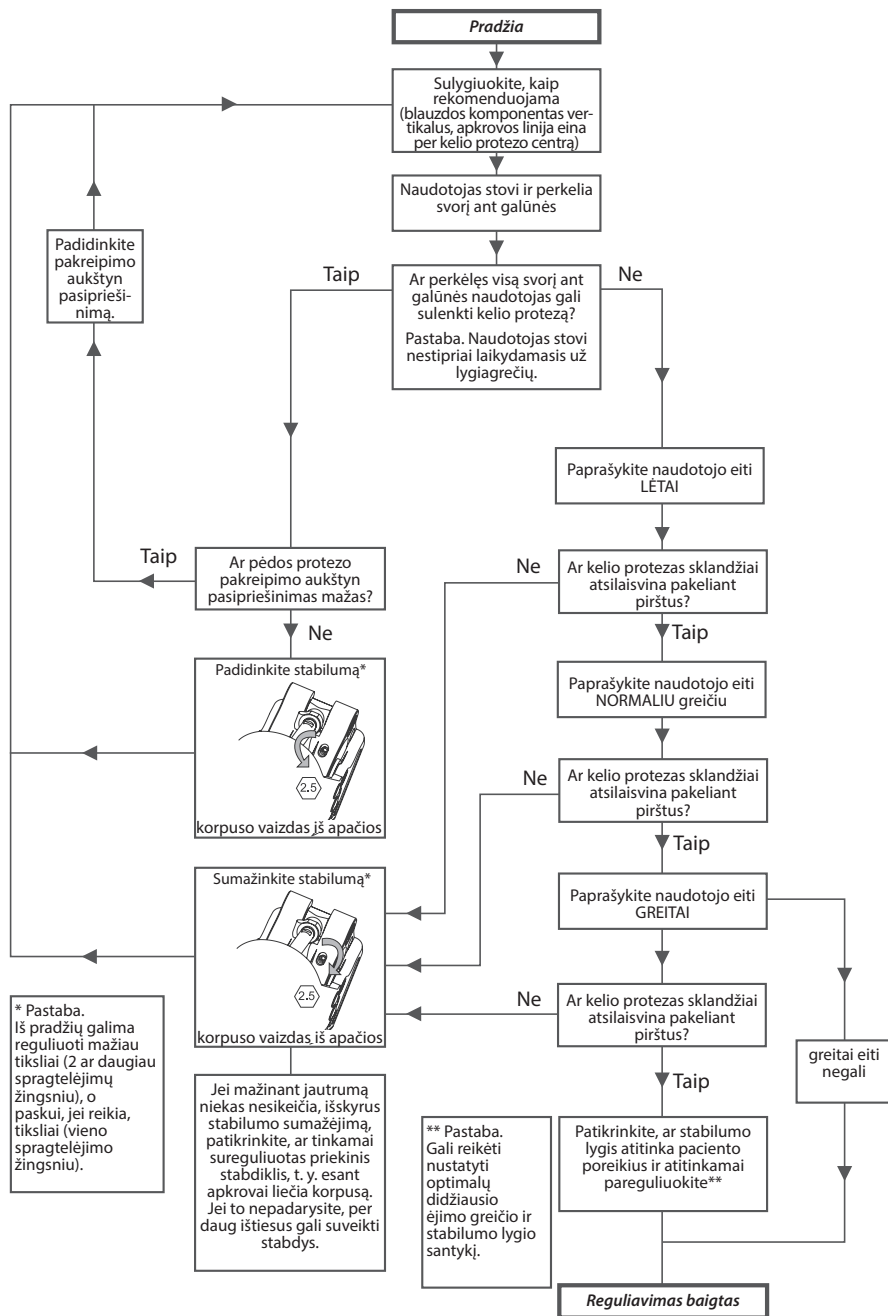 Pradžia
Sulygiuokite, kaip
rekomenduojama
(blauzdos komponentas ver-
tikalus, apkrovos linija eina
per kelio protezo centrą)
Naudotojas stovi ir perkelia
svorį ant galūnės
Padidinkite
pakreipimo
aukštyn
pasiprieši-
nimą.
Taip
Ar perkėlęs visą svorį ant
galūnės naudotojas gali
sulenkti kelio protezą?
Pastaba. Naudotojas stovi
nestipriai laikydamasis už
lygiagrečių.
Ne
Paprašykite naudotojo eiti
LĖTAI
Taip
Ar pėdos protezo
pakreipimo aukštyn
pasipriešinimas mažas?
Ne
Ne
Ar kelio protezas sklandžiai
atsilaisvina pakeliant
pirštus?
Taip
Padidinkite stabilumą*
2.5
korpuso vaizdas iš apačios
Paprašykite naudotojo eiti
NORMALIU greičiu
Ne
Ar kelio protezas sklandžiai
atsilaisvina pakeliant
pirštus?
Taip
Sumažinkite stabilumą*
2.5
korpuso vaizdas iš apačios
Paprašykite naudotojo eiti
GREITAI
Ne
Ar kelio protezas sklandžiai
atsilaisvina pakeliant
pirštus?
Taip
greitai eiti
negali
* Pastaba.
Iš pradžių galima
reguliuoti mažiau
tiksliai (2 ar daugiau
spragtelėjimų
žingsniu), o
paskui, jei reikia,
tiksliai (vieno
spragtelėjimo
žingsniu).
Jei mažinant jautrumą
niekas nesikeičia, išskyrus
stabilumo sumažėjimą,
patikrinkite, ar tinkamai
sureguliuotas priekinis
stabdiklis, t. y. esant
apkrovai liečia korpusą.
Jei to nepadarysite, per
daug ištiesus gali suveikti
stabdys.
** Pastaba.
Gali reikėti
nustatyti
optimalų
didžiausio
ėjimo greičio ir
stabilumo lygio
santykį.
Patikrinkite, ar stabilumo
lygis atitinka paciento
poreikius ir atitinkamai
pareguliuokite**
Reguliavimas baigtas